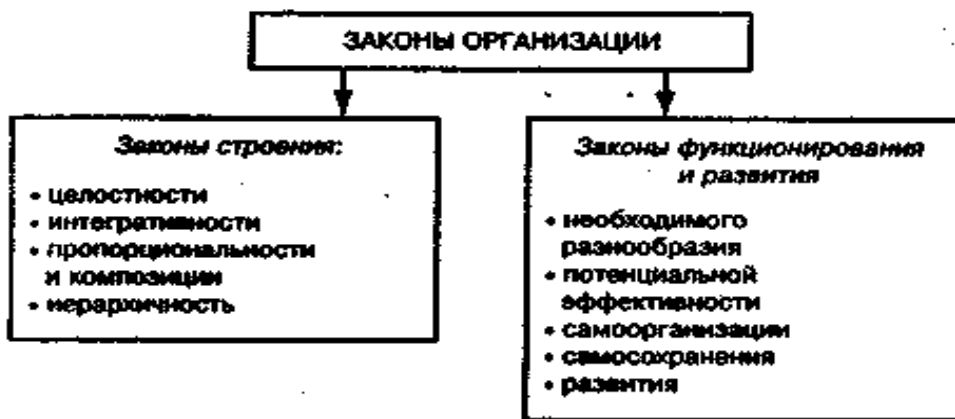 ЗАКОНЫ ОРГАНИЗАЦИИ
Законы строения:
• целостности
• интегративности
• пропорциональности
и композиции
• иерархичность
Законы функционирования
и развития
• необходимого
разнообразия
• потенциальной
эффективности
• самоорганизации
• самосохранения
• развития